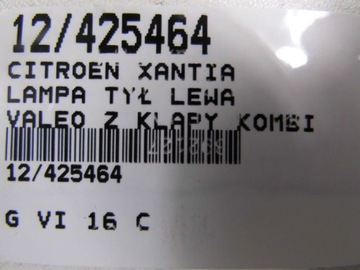 12/425464
CITROEN XANTIA
LAMPA TYŁ LEWA
VALEO Z KLAPY KOMBI
12/425464
G VI 16 C